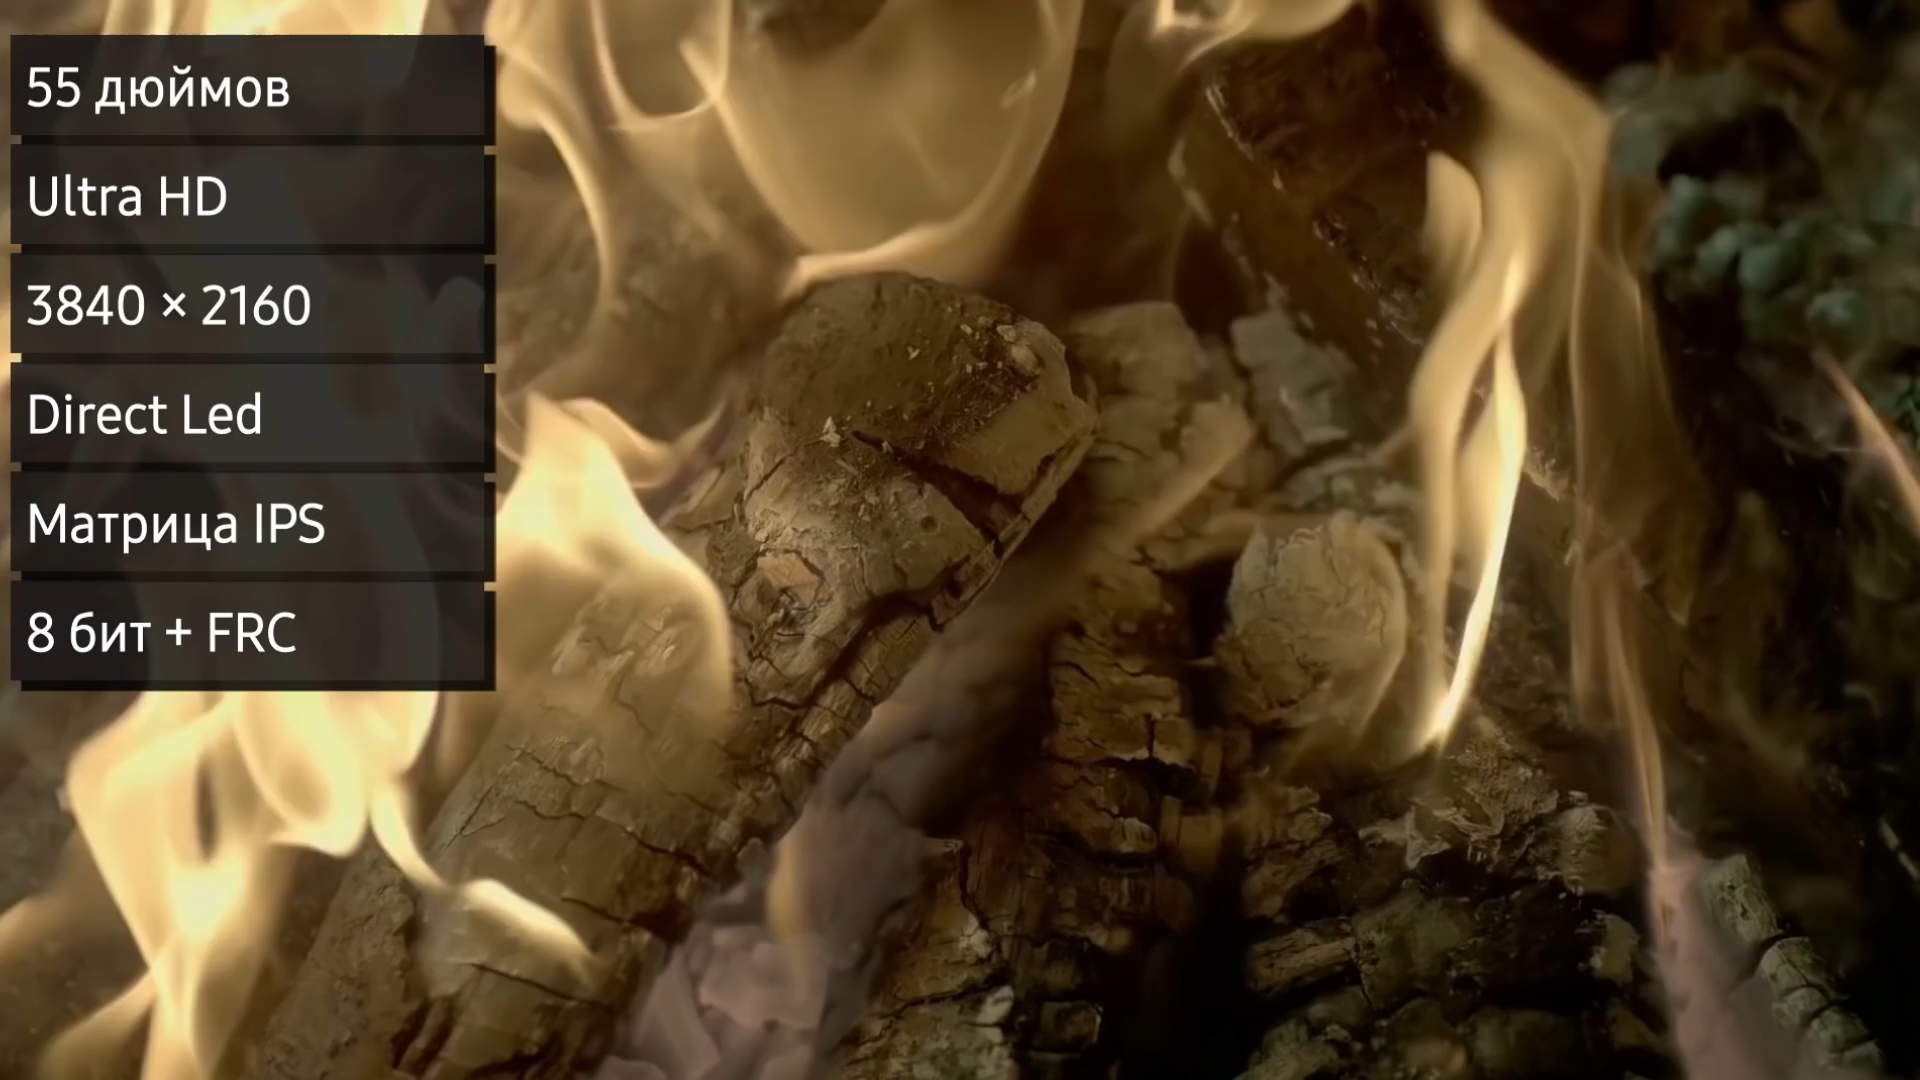 55 дюймов
Ultra HD
3840 × 2160
Direct Led
Матрица IPS
8 бит + FRC